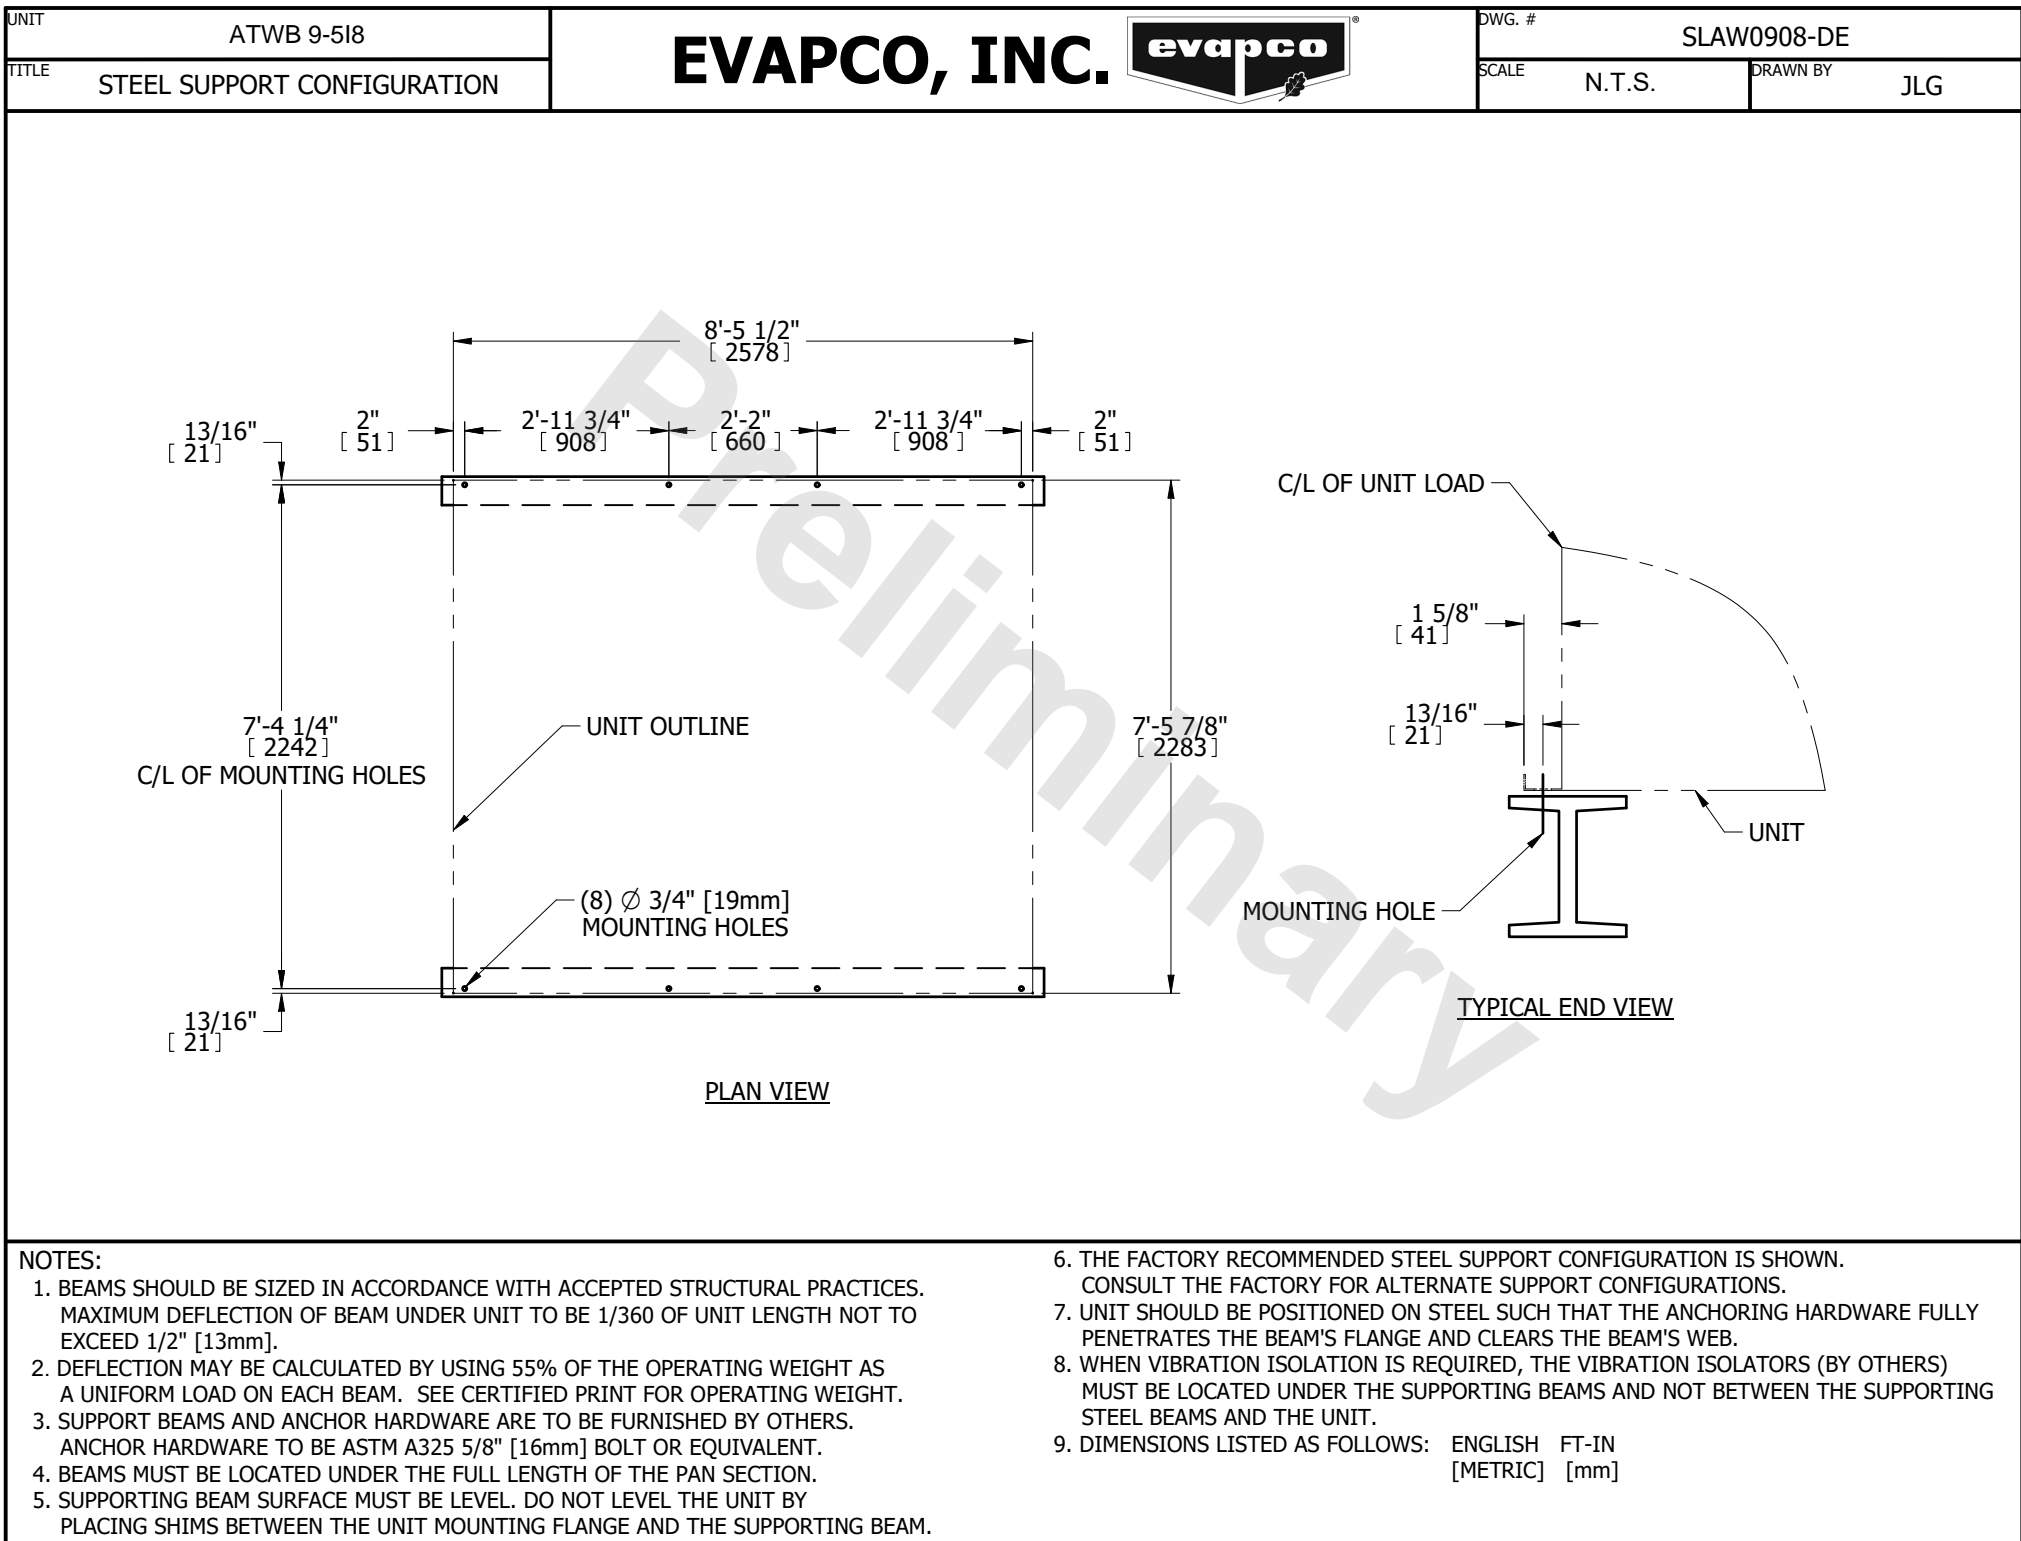 UNIT
ATWB 9-5I8
TITLE
STEEL SUPPORT CONFIGURATION
EVAPCO, INC.
evapco
®
DWG. #
SLAW0908-DE
SCALE
N.T.S.
DRAWN BY
JLG
8'-5 1/2"
[ 2578 ]
13/16"
[ 21 ]
2"
[ 51 ]
2'-11 3/4"
[ 908 ]
2'-2"
[ 660 ]
2'-11 3/4"
[ 908 ]
2"
[ 51 ]
7'-4 1/4"
[ 2242 ]
C/L OF MOUNTING HOLES
UNIT OUTLINE
7'-5 7/8"
[ 2283 ]
(8) ∅ 3/4" [19mm]
MOUNTING HOLES
13/16"
[ 21 ]
PLAN VIEW
C/L OF UNIT LOAD
1 5/8"
[ 41 ]
13/16"
[ 21 ]
UNIT
MOUNTING HOLE
TYPICAL END VIEW
Preliminary
NOTES:
1. BEAMS SHOULD BE SIZED IN ACCORDANCE WITH ACCEPTED STRUCTURAL PRACTICES.
MAXIMUM DEFLECTION OF BEAM UNDER UNIT TO BE 1/360 OF UNIT LENGTH NOT TO
EXCEED 1/2" [13mm].
2. DEFLECTION MAY BE CALCULATED BY USING 55% OF THE OPERATING WEIGHT AS
A UNIFORM LOAD ON EACH BEAM. SEE CERTIFIED PRINT FOR OPERATING WEIGHT.
3. SUPPORT BEAMS AND ANCHOR HARDWARE ARE TO BE FURNISHED BY OTHERS.
ANCHOR HARDWARE TO BE ASTM A325 5/8" [16mm] BOLT OR EQUIVALENT.
4. BEAMS MUST BE LOCATED UNDER THE FULL LENGTH OF THE PAN SECTION.
5. SUPPORTING BEAM SURFACE MUST BE LEVEL. DO NOT LEVEL THE UNIT BY
PLACING SHIMS BETWEEN THE UNIT MOUNTING FLANGE AND THE SUPPORTING BEAM.
6. THE FACTORY RECOMMENDED STEEL SUPPORT CONFIGURATION IS SHOWN.
CONSULT THE FACTORY FOR ALTERNATE SUPPORT CONFIGURATIONS.
7. UNIT SHOULD BE POSITIONED ON STEEL SUCH THAT THE ANCHORING HARDWARE FULLY
PENETRATES THE BEAM'S FLANGE AND CLEARS THE BEAM'S WEB.
8. WHEN VIBRATION ISOLATION IS REQUIRED, THE VIBRATION ISOLATORS (BY OTHERS)
MUST BE LOCATED UNDER THE SUPPORTING BEAMS AND NOT BETWEEN THE SUPPORTING
STEEL BEAMS AND THE UNIT.
9. DIMENSIONS LISTED AS FOLLOWS: ENGLISH FT-IN
[METRIC] [mm]